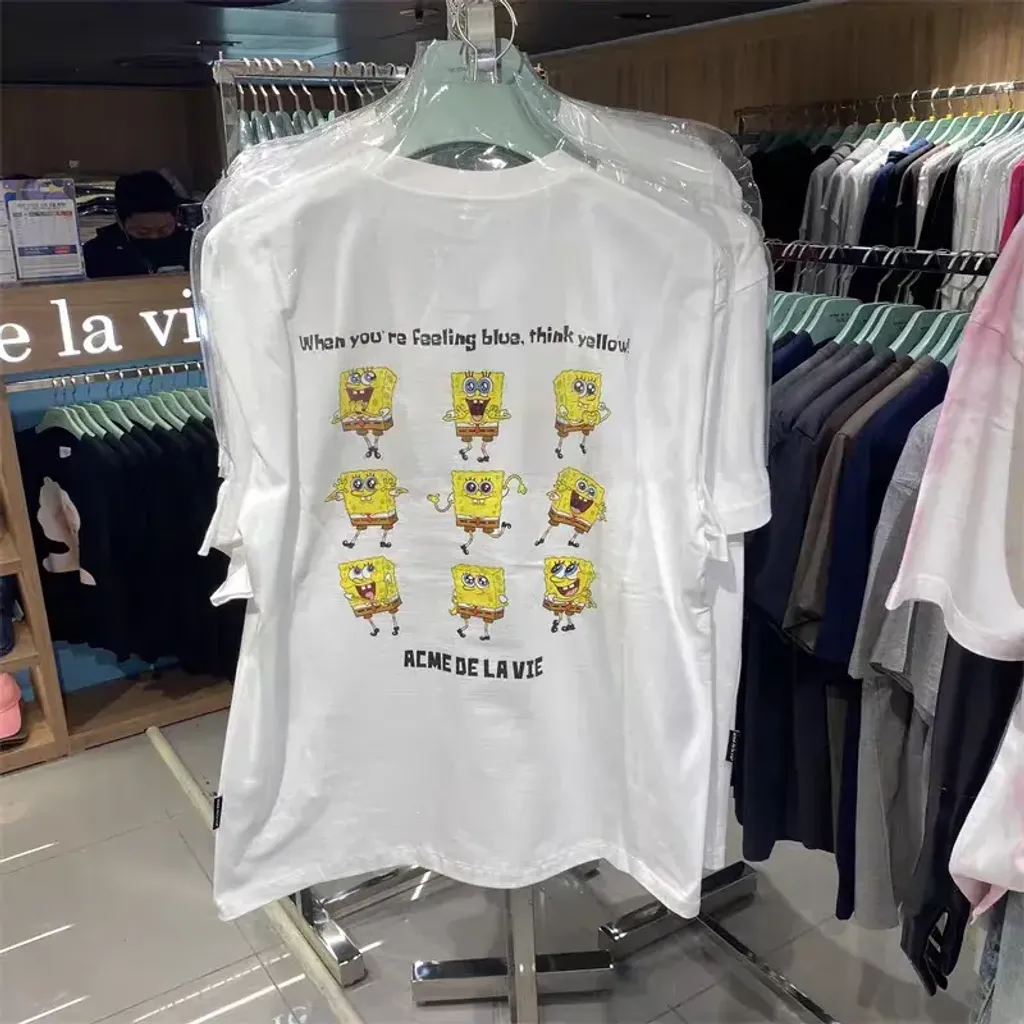 When you're feeling blue, think yellow!
e la vi
ACME DE LA VIE